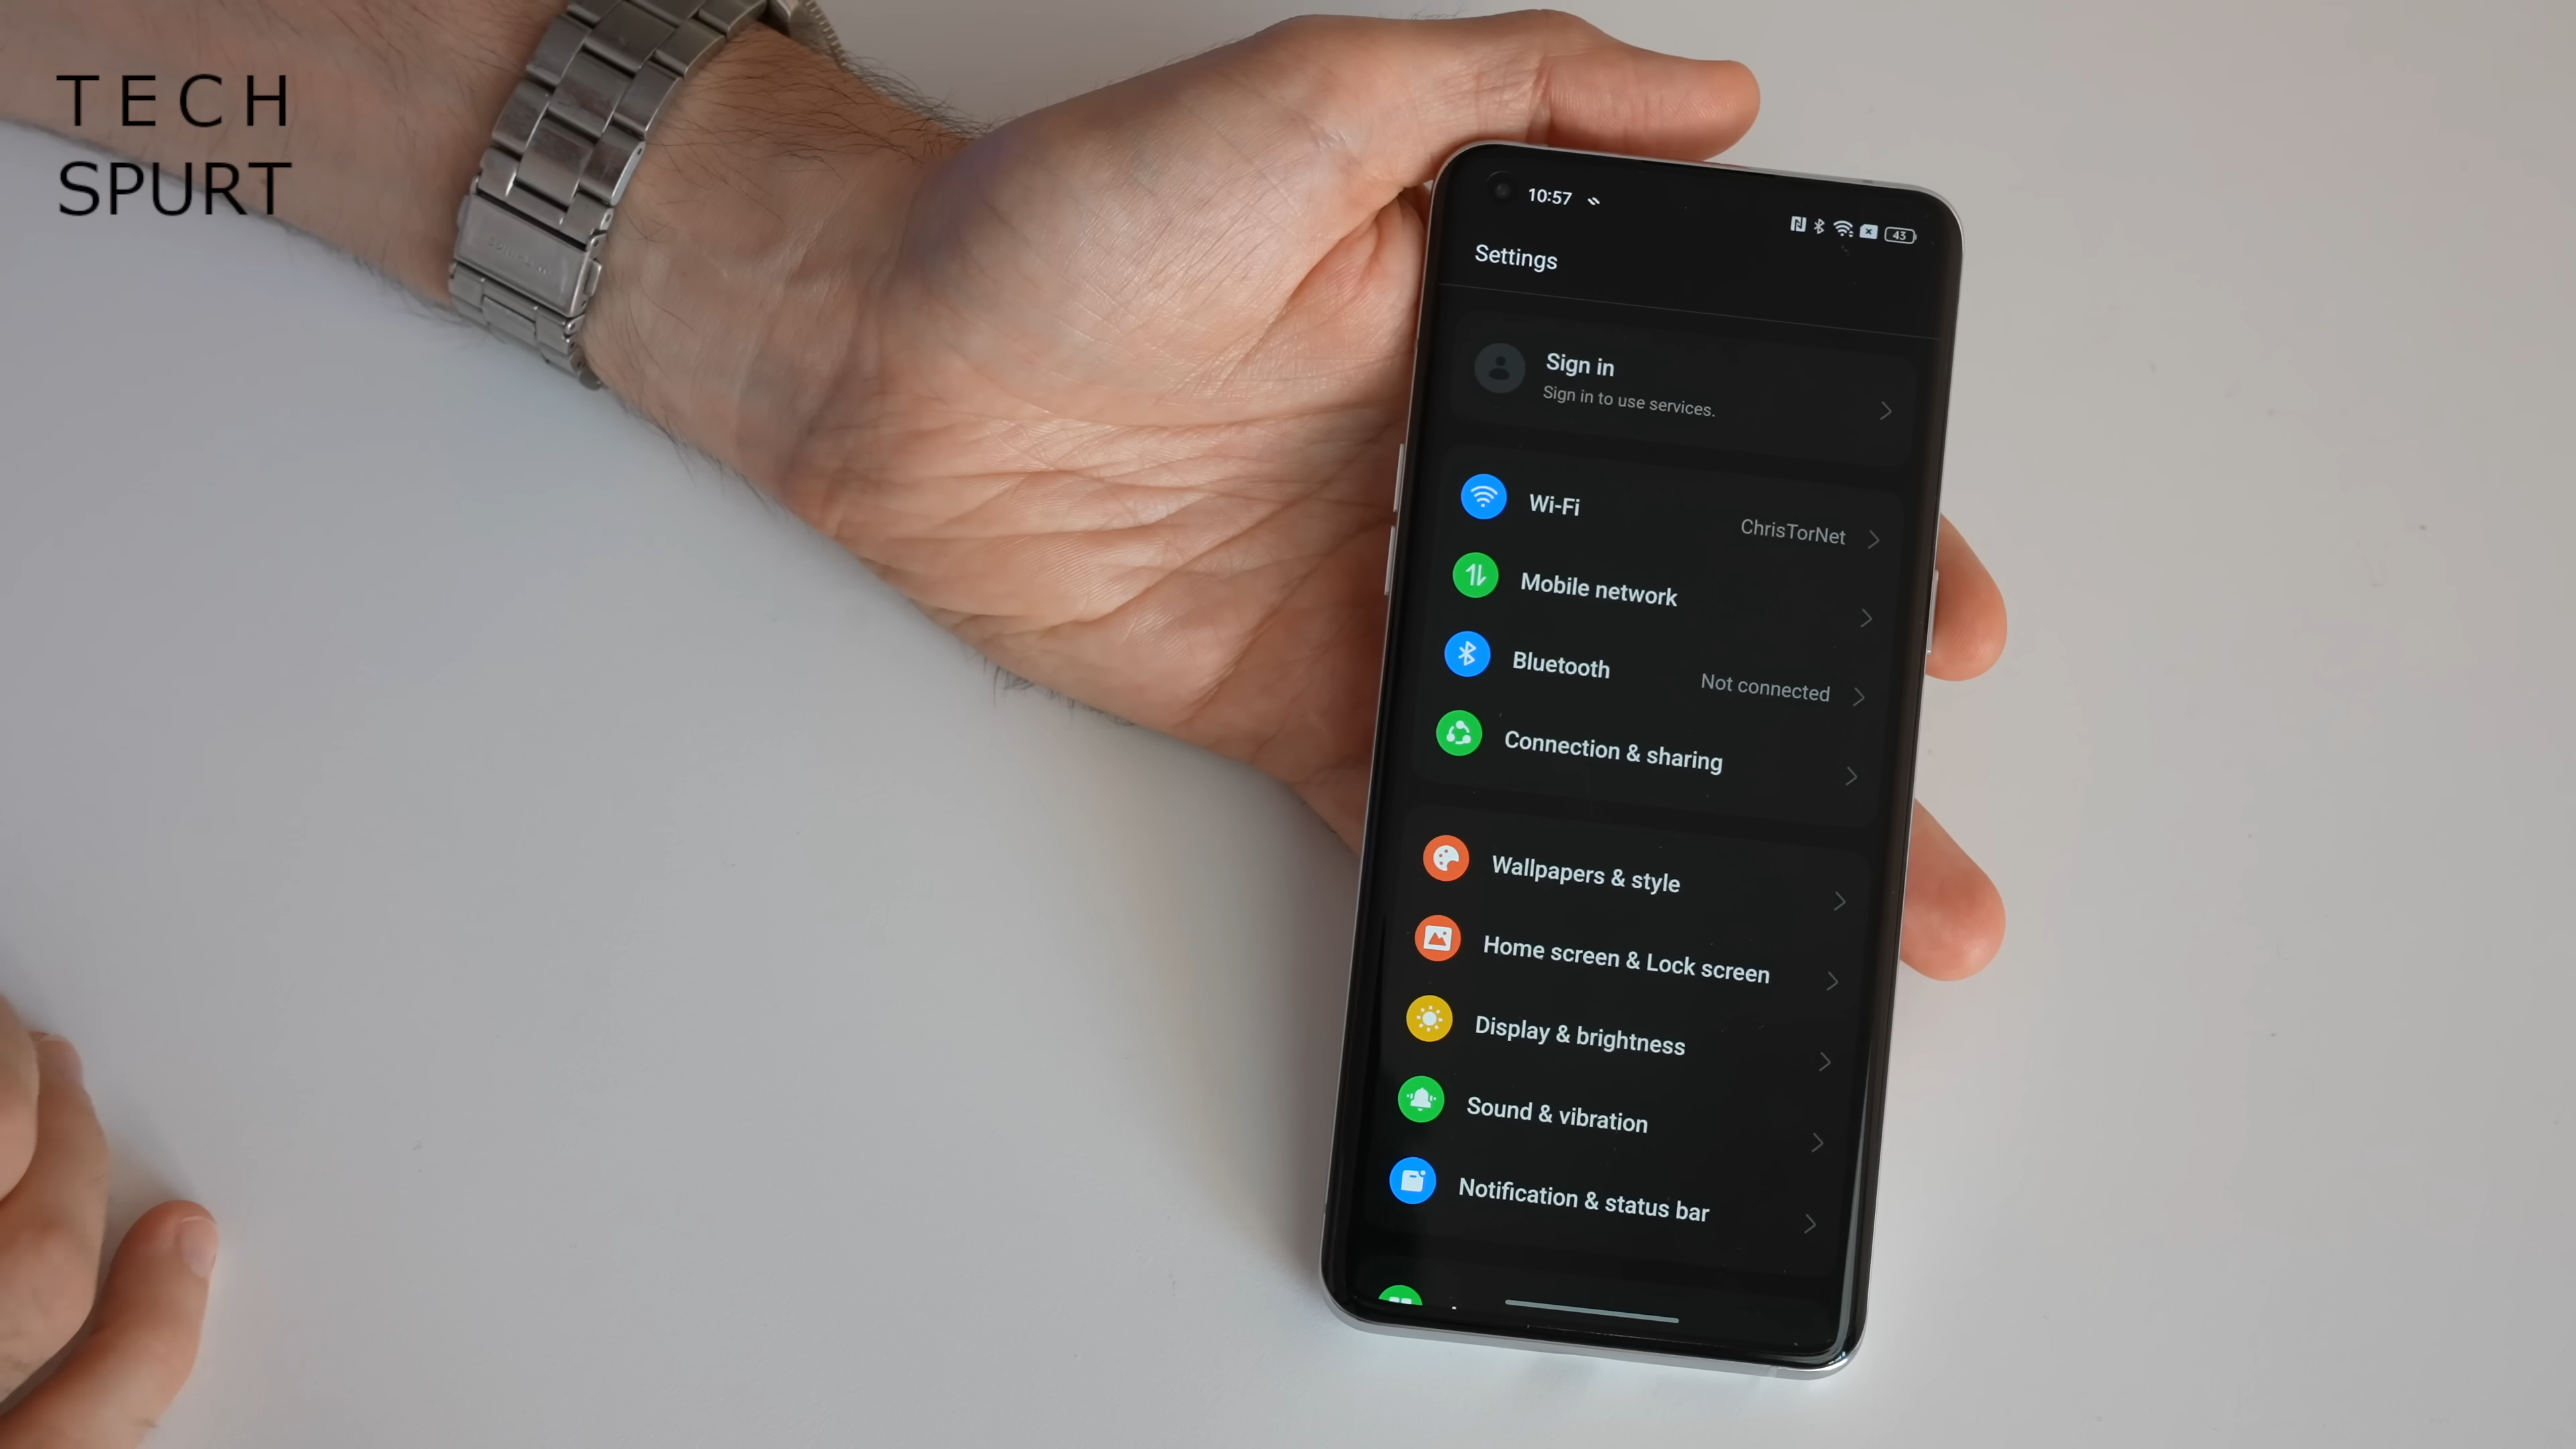 TECH
SPURT
10:57
43
Settings
Sign in
Sign in to use services.
Wi-Fi
ChrisTorNet
Mobile network
Bluetooth
Not connected
Connection & sharing
Wallpapers & style
Home screen & Lock screen
Display & brightness
Sound & vibration
Notification & status bar